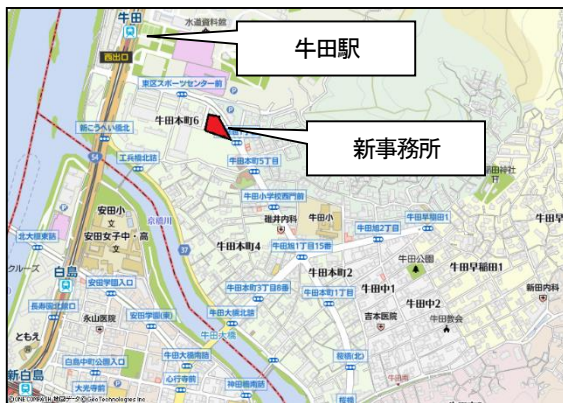 牛田
水道資料館
牛田駅
西出口
東区スポーツセンター前
牛田本町6
新こうへい橋北
新事務所
54
工兵橋北詰
牛田本町5丁目
京橋川
牛田小学校西門前
安田小
碓井内科
牛田小
牛田早稲田1
37
牛田旭2丁目
北大橋東詰
安田女子中・高
牛田本町4
牛田旭1丁目15番
牛田公園
牛田早
クルーズ
安田学園入口
牛田本町2
牛田早稲田1
白島
牛田本町3丁目8番
牛田本町1丁目
牛田中1
新田内科
長寿園北館口
牛田大橋北詰
牛田中2
永山医院
安田学園(東)
吉本医院
牛田教会
ともえ
牛田大橋
白島中町公園入口
牛田大橋南詰
桜橋(北)
新白島
心行寺前
大光寺前
神田橋南詰
桜橋